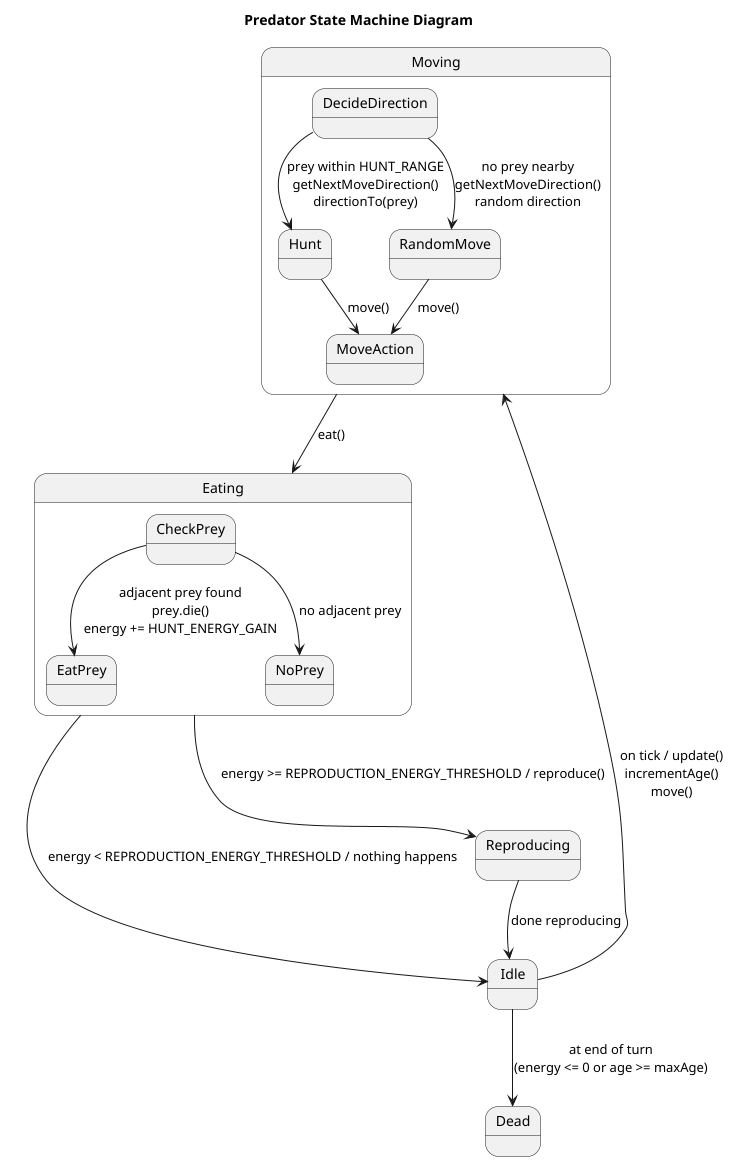 Predator State Machine Diagram
Moving
DecideDirection
prey within HUNT_RANGE
getNextMoveDirection()
directionTo(prey)
no prey nearby
getNextMoveDirection()
random direction
Hunt
RandomMove
move()
move()
MoveAction
eat()
Eating
CheckPrey
adjacent prey found
prey.die()
energy += HUNT_ENERGY_GAIN
no adjacent prey
EatPrey
NoPrey
on tick / update()
incrementAge()
move()
energy >= REPRODUCTION_ENERGY_THRESHOLD / reproduce()
Reproducing
energy < REPRODUCTION_ENERGY_THRESHOLD / nothing happens
done reproducing
Idle
at end of turn
(energy <= 0 or age >= maxAge)
Dead